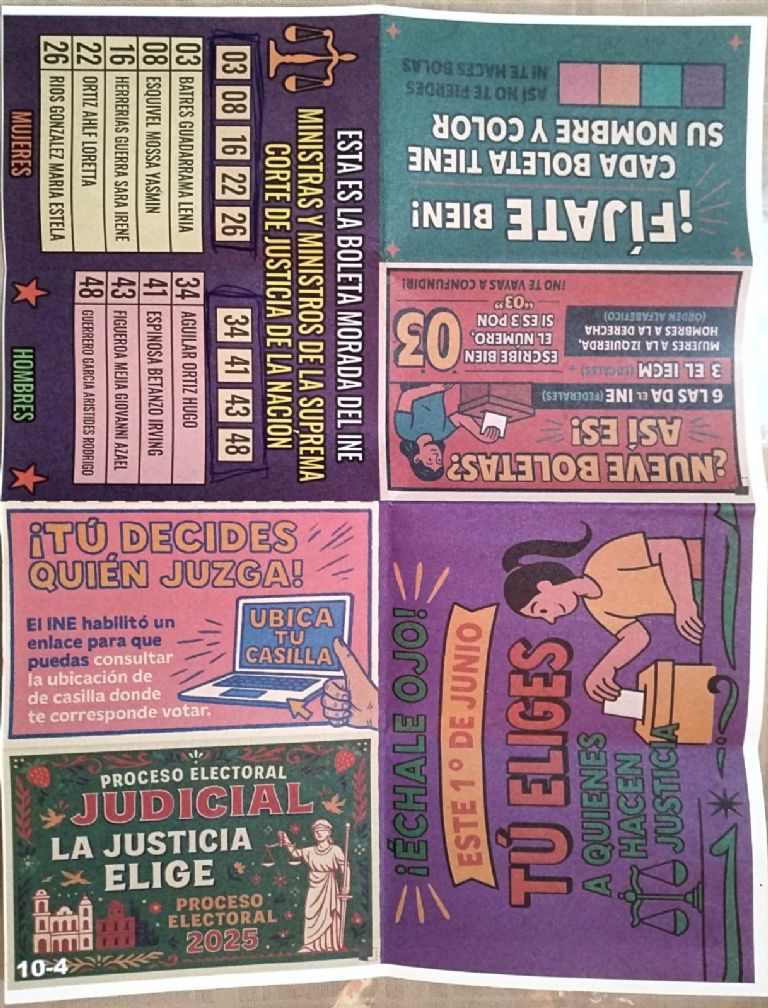 ESTA ES LA BOLETA MORADA DEL INE
MINISTRAS Y MINISTROS DE LA SUPREMA
CORTE DE JUSTICIA DE LA NACIÓN
03 08 16 22 26
34 41 43 48
03 BATRES GUADARRAMA LENIA
08 ESQUIVEL MOSSA YASMIN
16 HERRERIAS GUERRA SARA IRENE
22 ORTIZ AHLF LORETTA
26 RIOS GONZALEZ MARIA ESTELA
MUJERES
34 AGUILAR ORTIZ HUGO
41 ESPINOSA BETANZO IRVING
43 FIGUEROA MEJIA GIOVANNI AZAEL
48 GUERRERO GARCIA ARISTIDES RODRIGO
HOMBRES
¡FÍJATE BIEN!
CADA BOLETA TIENE
SU NOMBRE Y COLOR
ASÍ NO TE PIERDES
NI TE HACES BOLAS
¿NUEVE BOLETAS?
ASÍ ES!
6 LAS DA EL INE (FEDERALES)
3 EL IECM (LOCALES)
MUJERES A LA IZQUIERDA,
HOMBRES A LA DERECHA
(ORDEN ALFABÉTICO)
ESCRIBE BIEN
EL NÚMERO,
SI ES 3 PON
"03"
¡NO TE VAYAS A CONFUNDIR!
03
¡TÚ DECIDES
QUIÉN JUZGA!
El INE habilitó un
enlace para que
puedas consultar
la ubicación de
de casilla donde
te corresponde votar.
UBICA
TU
CASILLA
¡ÉCHALE OJO!
ESTE 1° DE JUNIO
TÚ ELIGES
A QUIENES
HACEN
JUSTICIA
PROCESO ELECTORAL
JUDICIAL
LA JUSTICIA
ELIGE
PROCESO
ELECTORAL
2025
10-4